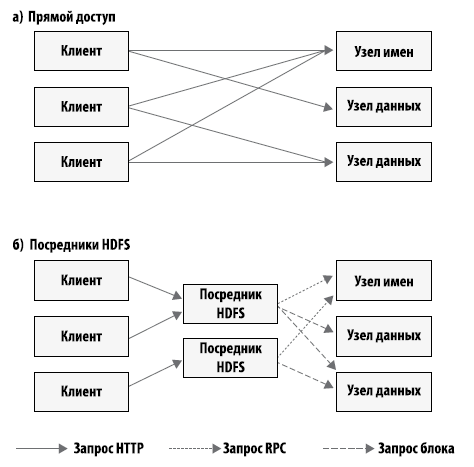 а) Прямой доступ
Клиент
Узел имен
Клиент
Узел данных
Клиент
Узел данных
б) Посредники HDFS
Клиент
Посредник
HDFS
Узел имен
Клиент
Узел данных
Посредник
HDFS
Клиент
Узел данных
Запрос HTTP
Запрос RPC
Запрос блока